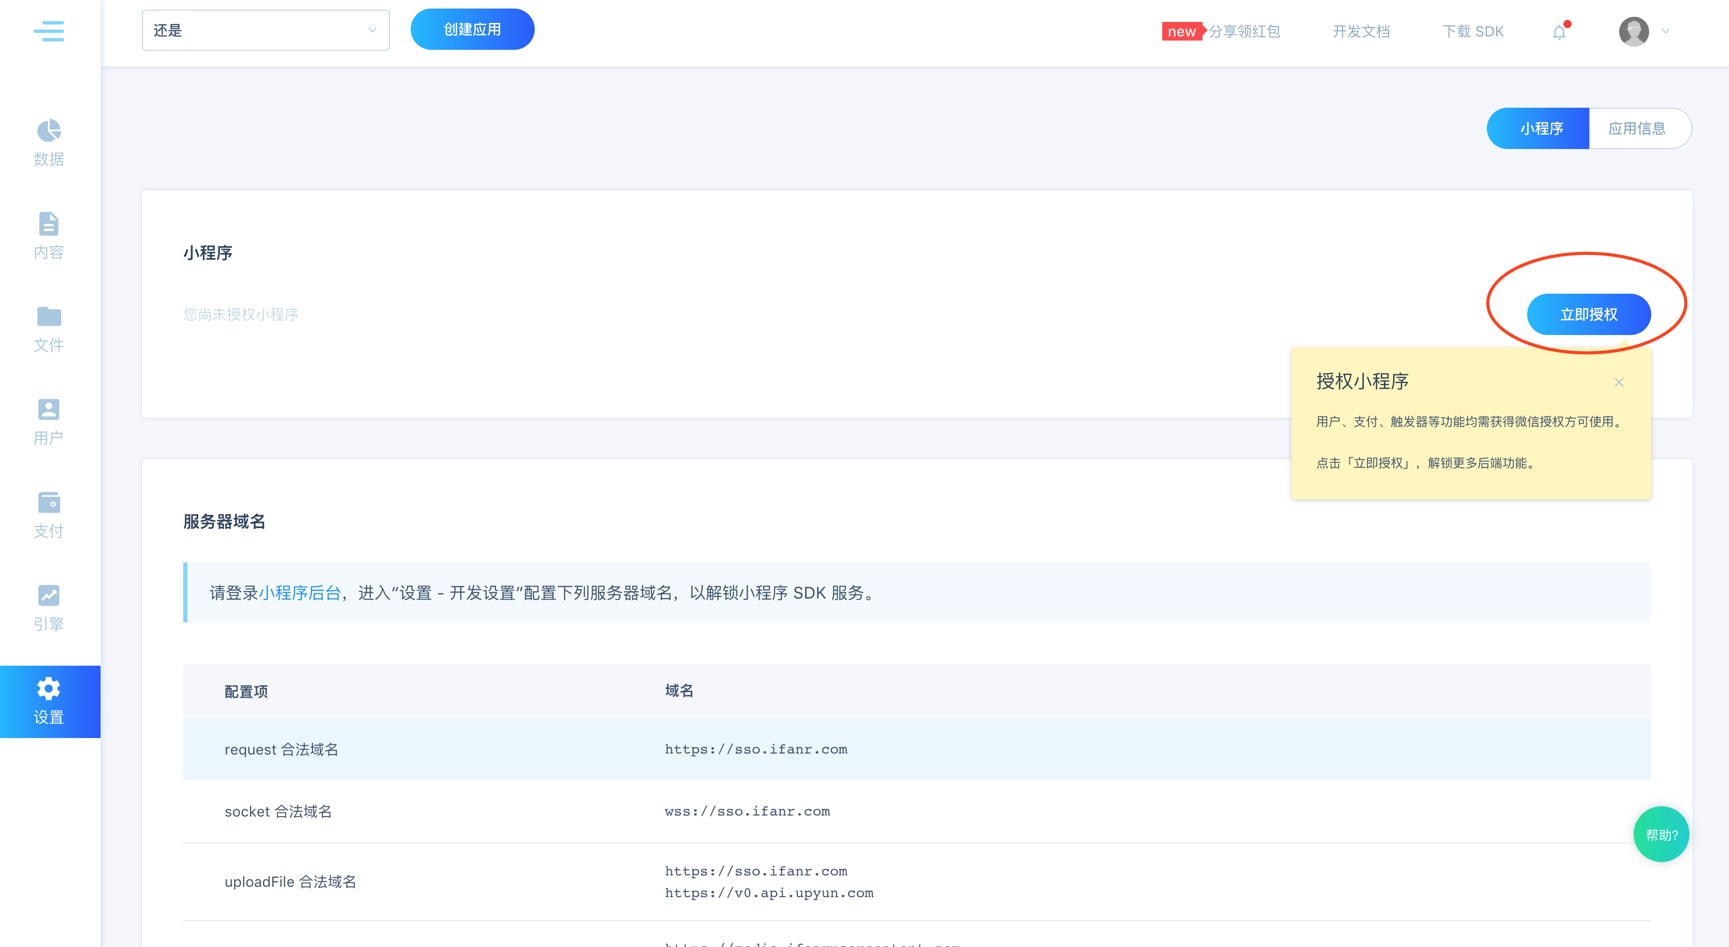 还是
创建应用
new 分享领红包
开发文档
下载 SDK
数据
内容
文件
用户
支付
引擎
设置
小程序
应用信息
小程序
您尚未授权小程序
立即授权
授权小程序
用户、支付、触发器等功能均需获得微信授权方可使用。
点击「立即授权」，解锁更多后端功能。
服务器域名
请登录小程序后台，进入“设置 - 开发设置”配置下列服务器域名，以解锁小程序 SDK 服务。
配置项 域名
request 合法域名 https://sso.ifanr.com
socket 合法域名 wss://sso.ifanr.com
uploadFile 合法域名 https://sso.ifanr.com
https://v0.api.upyun.com
帮助?